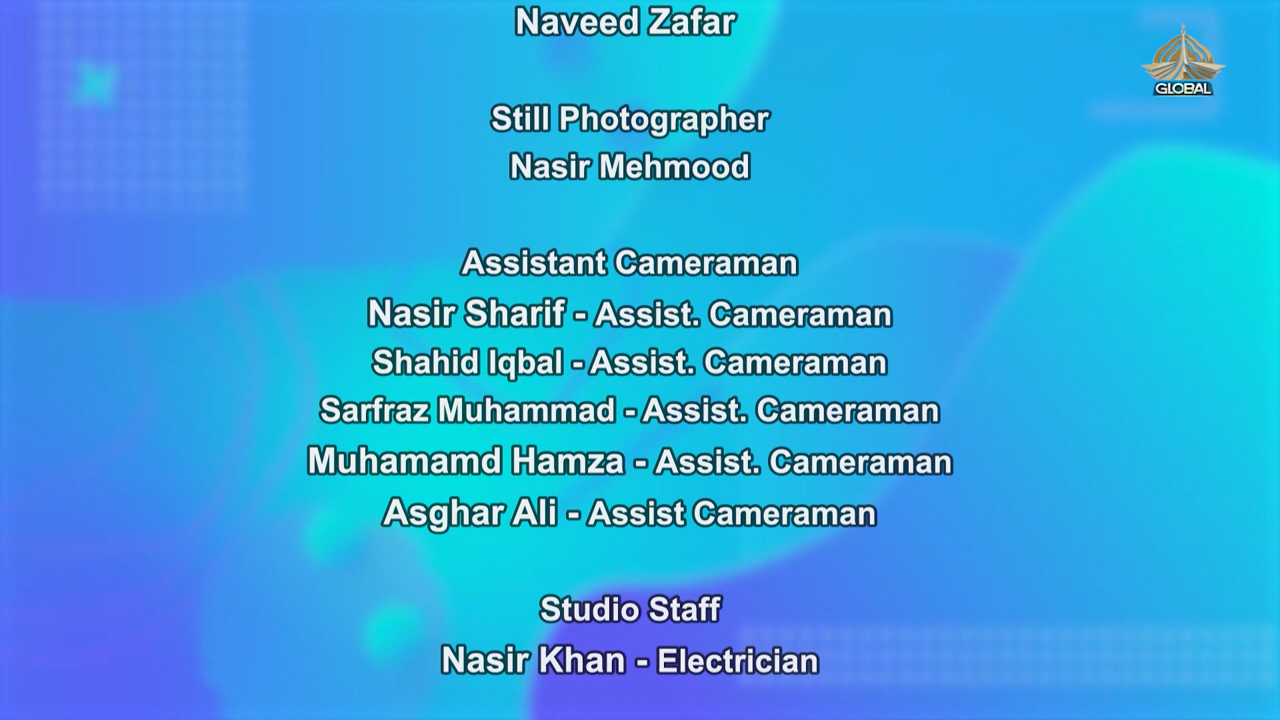 Naveed Zafar
GLOBAL
Still Photographer
Nasir Mehmood
Assistant Cameraman
Nasir Sharif - Assist. Cameraman
Shahid Iqbal - Assist. Cameraman
Sarfraz Muhammad - Assist. Cameraman
Muhamamd Hamza - Assist. Cameraman
Asghar Ali - Assist Cameraman
Studio Staff
Nasir Khan - Electrician